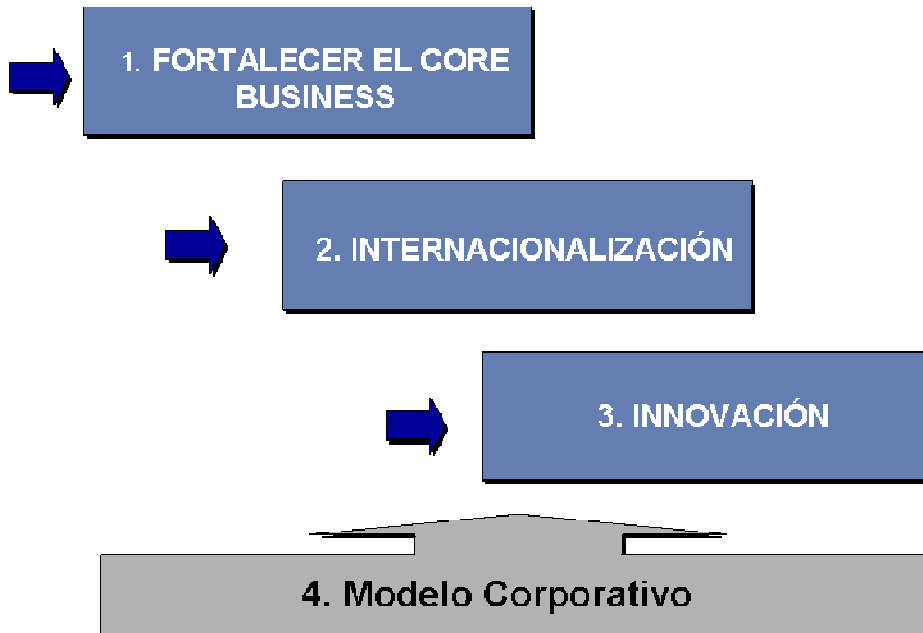 1. FORTALECER EL CORE
BUSINESS
2. INTERNACIONALIZACIÓN
3. INNOVACIÓN
4. Modelo Corporativo